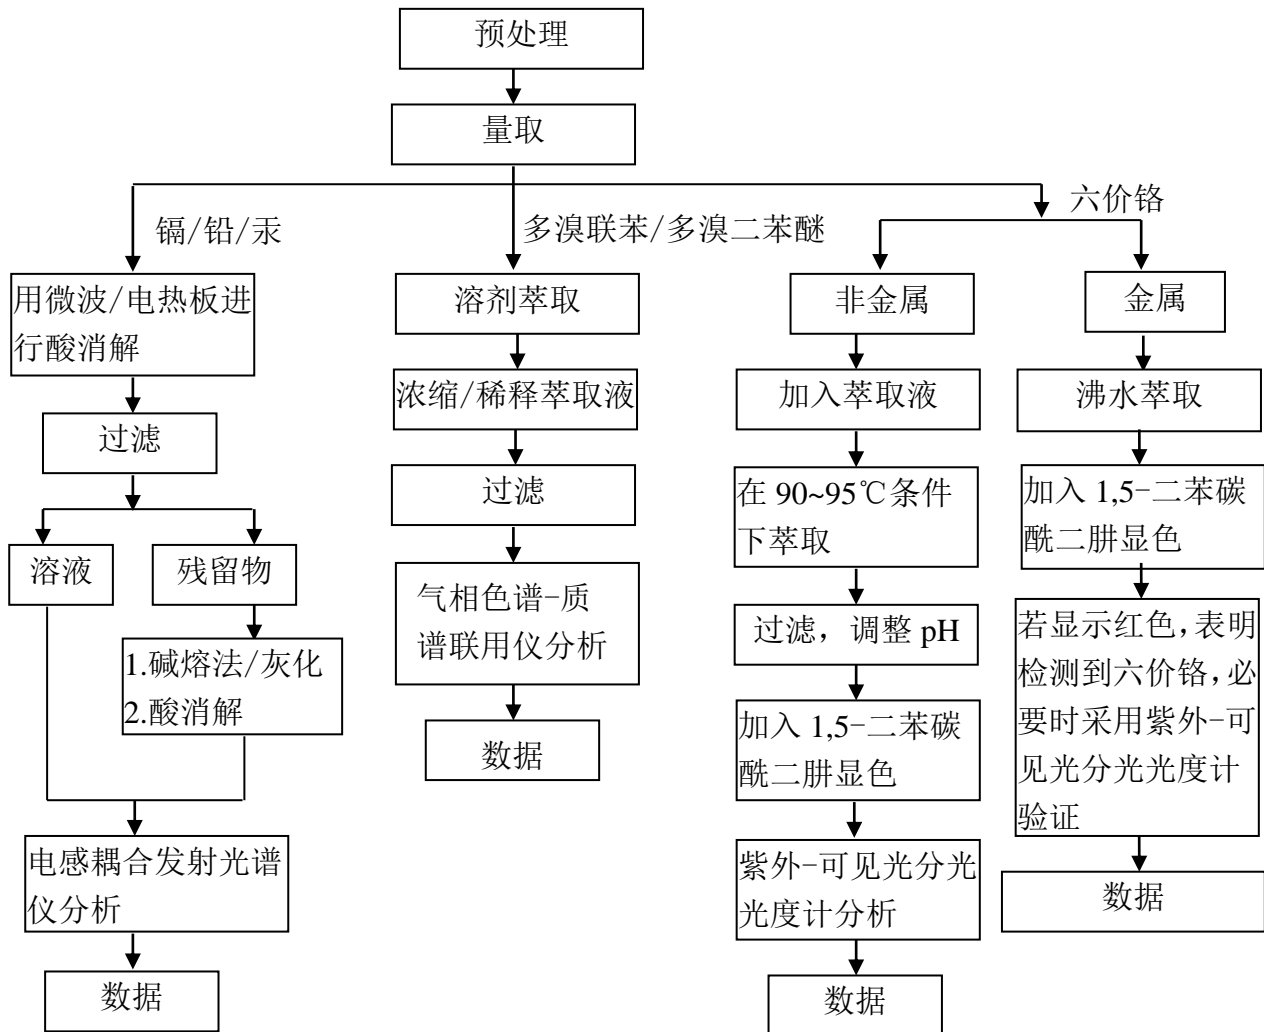 预处理
量取
镉/铅/汞
多溴联苯/多溴二苯醚
六价铬
用微波/电热板进
行酸消解
过滤
溶液
残留物
1.碱熔法/灰化
2.酸消解
电感耦合发射光谱
仪分析
数据
溶剂萃取
浓缩/稀释萃取液
过滤
气相色谱-质
谱联用仪分析
数据
非金属
加入萃取液
在 90~95℃条件
下萃取
过滤，调整 pH
加入 1,5-二苯碳
酰二肼显色
紫外-可见光分光
光度计分析
数据
金属
沸水萃取
加入 1,5-二苯碳
酰二肼显色
若显示红色，表明
检测到六价铬，必
要时采用紫外-可
见光分光光度计
验证
数据